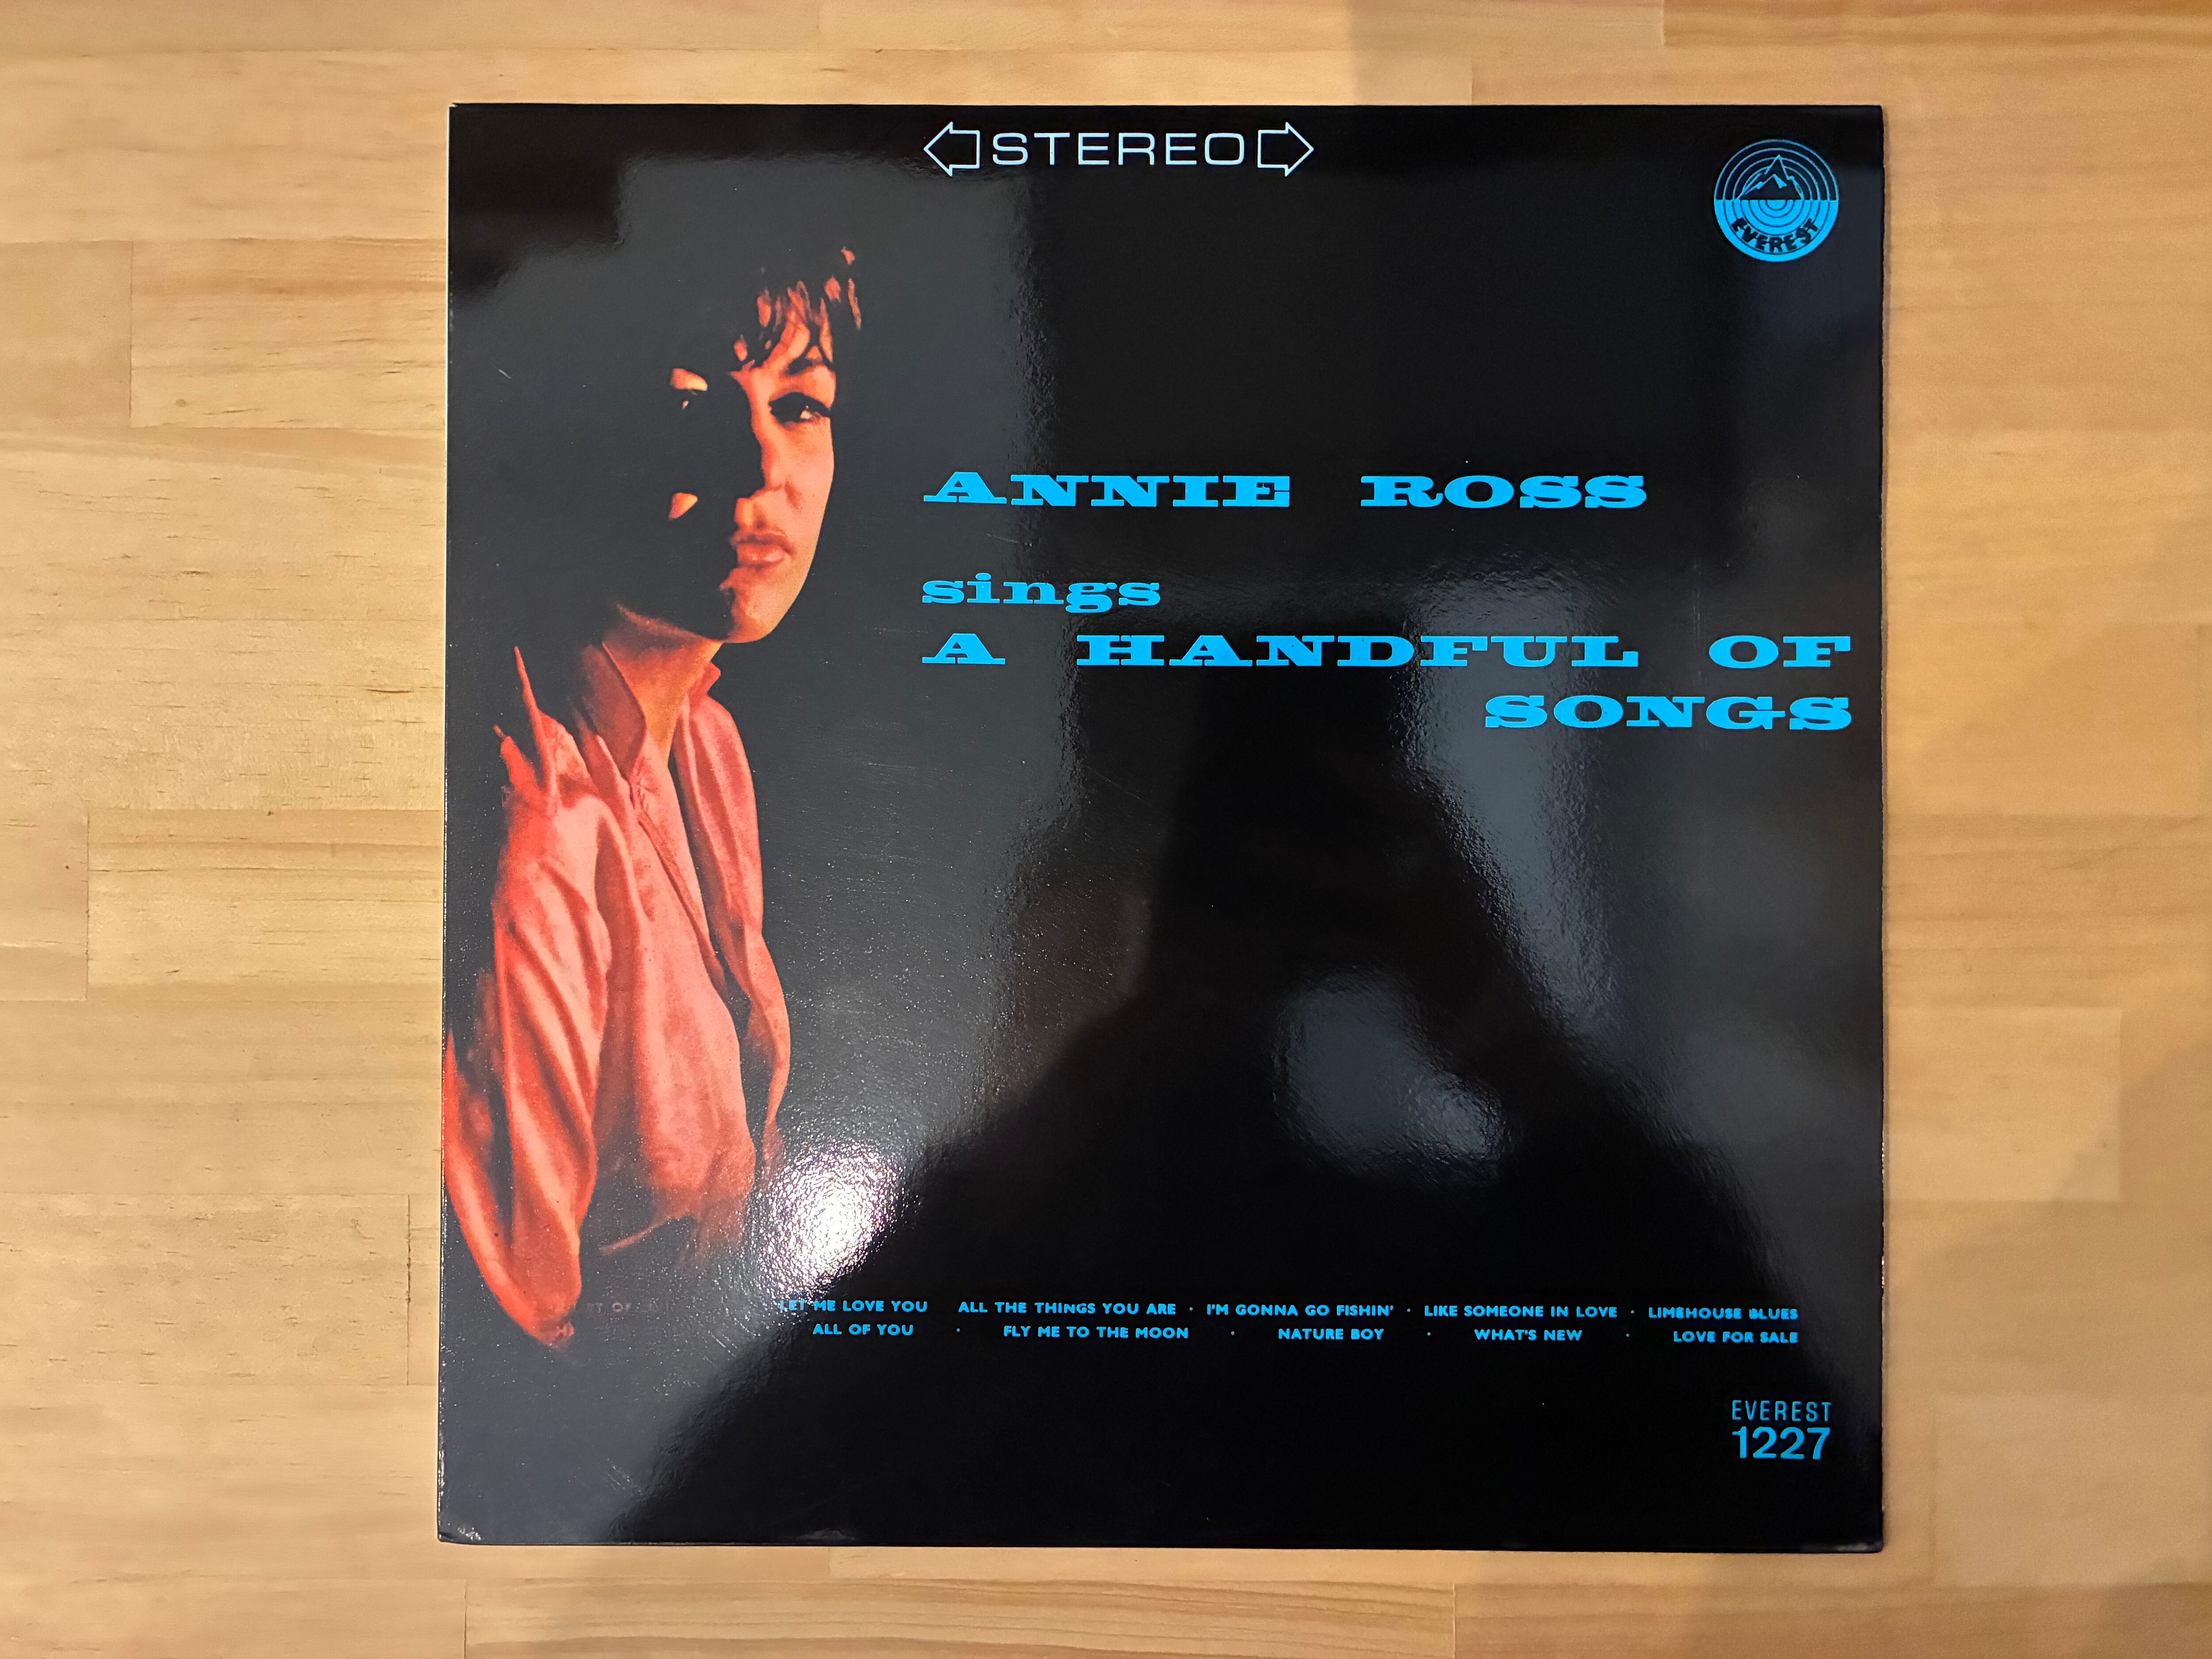 STEREO
EVEREST
ANNIE ROSS
sings
A HANDFUL OF
SONGS
LET ME LOVE YOU ALL THE THINGS YOU ARE · I'M GONNA GO FISHIN' · LIKE SOMEONE IN LOVE · LIMEHOUSE BLUES
ALL OF YOU · FLY ME TO THE MOON · NATURE BOY · WHAT'S NEW · LOVE FOR SALE
EVEREST
1227